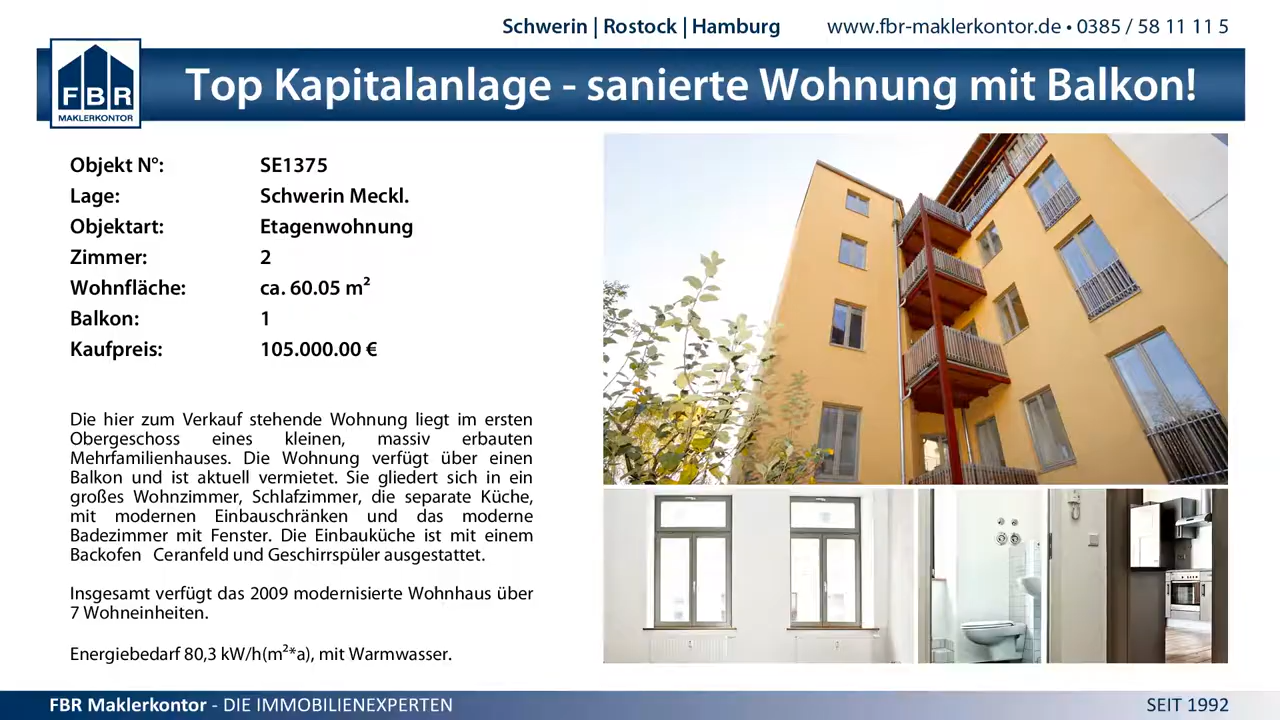 Schwerin | Rostock | Hamburg www.fbr-maklerkontor.de • 0385 / 58 11 11 5
FBR
MAKLERKONTOR
Top Kapitalanlage - sanierte Wohnung mit Balkon!
Objekt N°: SE1375
Lage: Schwerin Meckl.
Objektart: Etagenwohnung
Zimmer: 2
Wohnfläche: ca. 60.05 m²
Balkon: 1
Kaufpreis: 105.000.00 €
Die hier zum Verkauf stehende Wohnung liegt im ersten
Obergeschoss eines kleinen, massiv erbauten
Mehrfamilienhauses. Die Wohnung verfügt über einen
Balkon und ist aktuell vermietet. Sie gliedert sich in ein
großes Wohnzimmer, Schlafzimmer, die separate Küche,
mit modernen Einbauschränken und das moderne
Badezimmer mit Fenster. Die Einbauküche ist mit einem
Backofen Ceranfeld und Geschirrspüler ausgestattet.
Insgesamt verfügt das 2009 modernisierte Wohnhaus über
7 Wohneinheiten.
Energiebedarf 80,3 kW/h(m²*a), mit Warmwasser.
FBR Maklerkontor - DIE IMMOBILIENEXPERTEN SEIT 1992